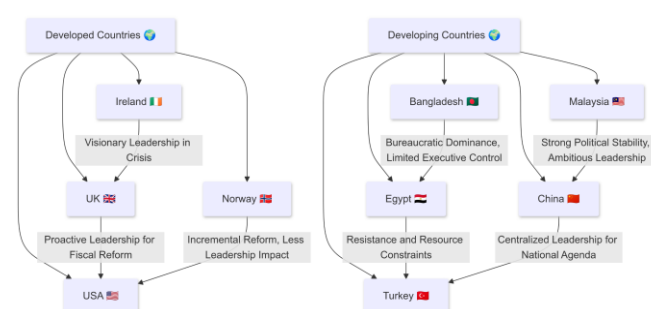 Developed Countries 🌍
Developing Countries 🌍
Ireland 🇮🇪
Bangladesh 🇧🇩
Malaysia 🇲🇾
Visionary Leadership in
Crisis
Bureaucratic Dominance,
Limited Executive Control
Strong Political Stability,
Ambitious Leadership
UK 🇬🇧
Norway 🇳🇴
Egypt 🇪🇬
China 🇨🇳
Proactive Leadership for
Fiscal Reform
Incremental Reform, Less
Leadership Impact
Resistance and Resource
Constraints
Centralized Leadership for
National Agenda
USA 🇺🇸
Turkey 🇹🇷